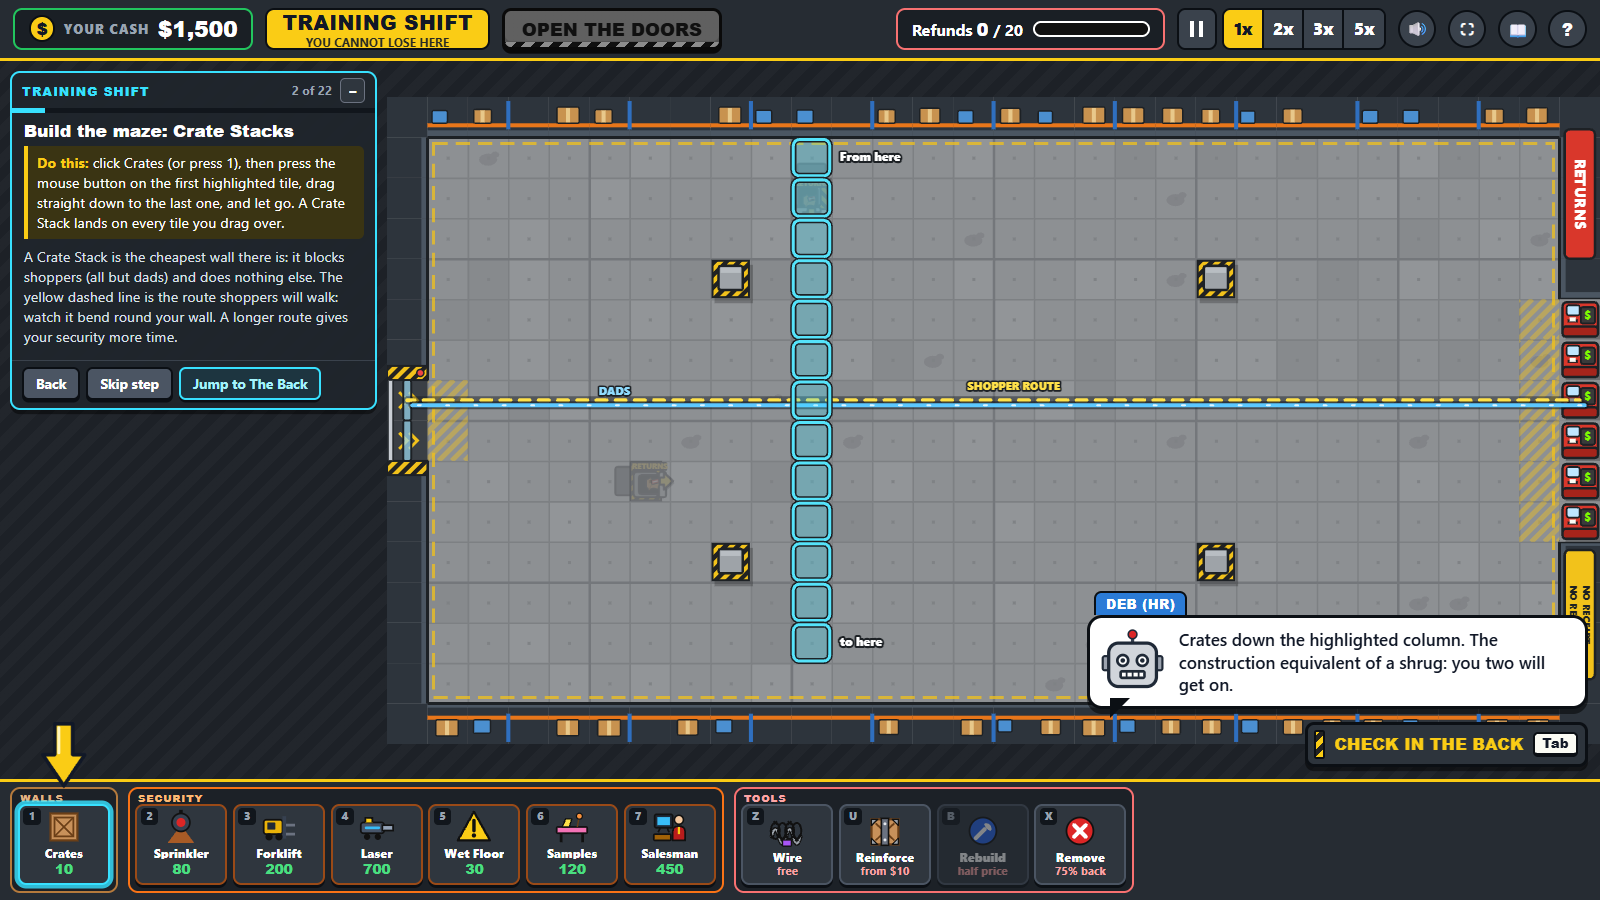 $ YOUR CASH $1,500
TRAINING SHIFT
YOU CANNOT LOSE HERE
OPEN THE DOORS
Refunds 0 / 20
1x 2x 3x 5x
?
TRAINING SHIFT
2 of 22
Build the maze: Crate Stacks
Do this: click Crates (or press 1), then press the
mouse button on the first highlighted tile, drag
straight down to the last one, and let go. A Crate
Stack lands on every tile you drag over.
A Crate Stack is the cheapest wall there is: it blocks
shoppers (all but dads) and does nothing else. The
yellow dashed line is the route shoppers will walk:
watch it bend round your wall. A longer route gives
your security more time.
Back
Skip step
Jump to The Back
From here
RETURNS
DADS
SHOPPER ROUTE
RETURNS
to here
DEB (HR)
Crates down the highlighted column. The
construction equivalent of a shrug: you two will
get on.
CHECK IN THE BACK Tab
WALLS
1
Crates
10
SECURITY
2
Sprinkler
80
3
Forklift
200
4
Laser
700
5
Wet Floor
30
6
Samples
120
7
Salesman
450
TOOLS
Z
Wire
free
U
Reinforce
from $10
B
Rebuild
half price
X
Remove
75% back